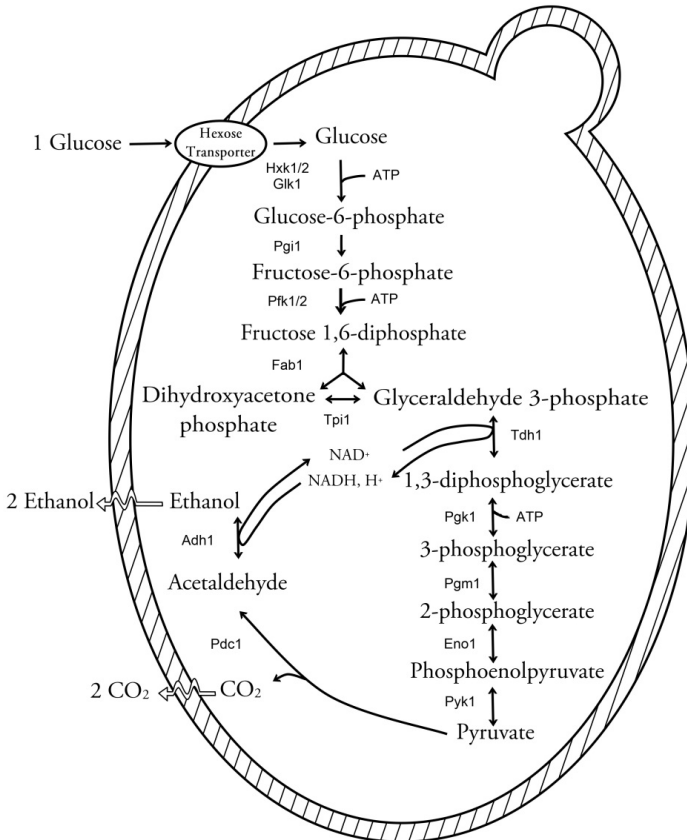 1 Glucose
Hexose
Transporter
Glucose
Hxk1/2
Glk1
ATP
Glucose-6-phosphate
Pgi1
Fructose-6-phosphate
Pfk1/2
ATP
Fructose 1,6-diphosphate
Fab1
Dihydroxyacetone
phosphate
Tpi1
Glyceraldehyde 3-phosphate
Tdh1
NAD+
NADH, H+
1,3-diphosphoglycerate
2 Ethanol
Ethanol
Pgk1
ATP
Adh1
3-phosphoglycerate
Acetaldehyde
Pgm1
2-phosphoglycerate
Pdc1
Eno1
Phosphoenolpyruvate
2 CO₂
CO₂
Pyk1
Pyruvate